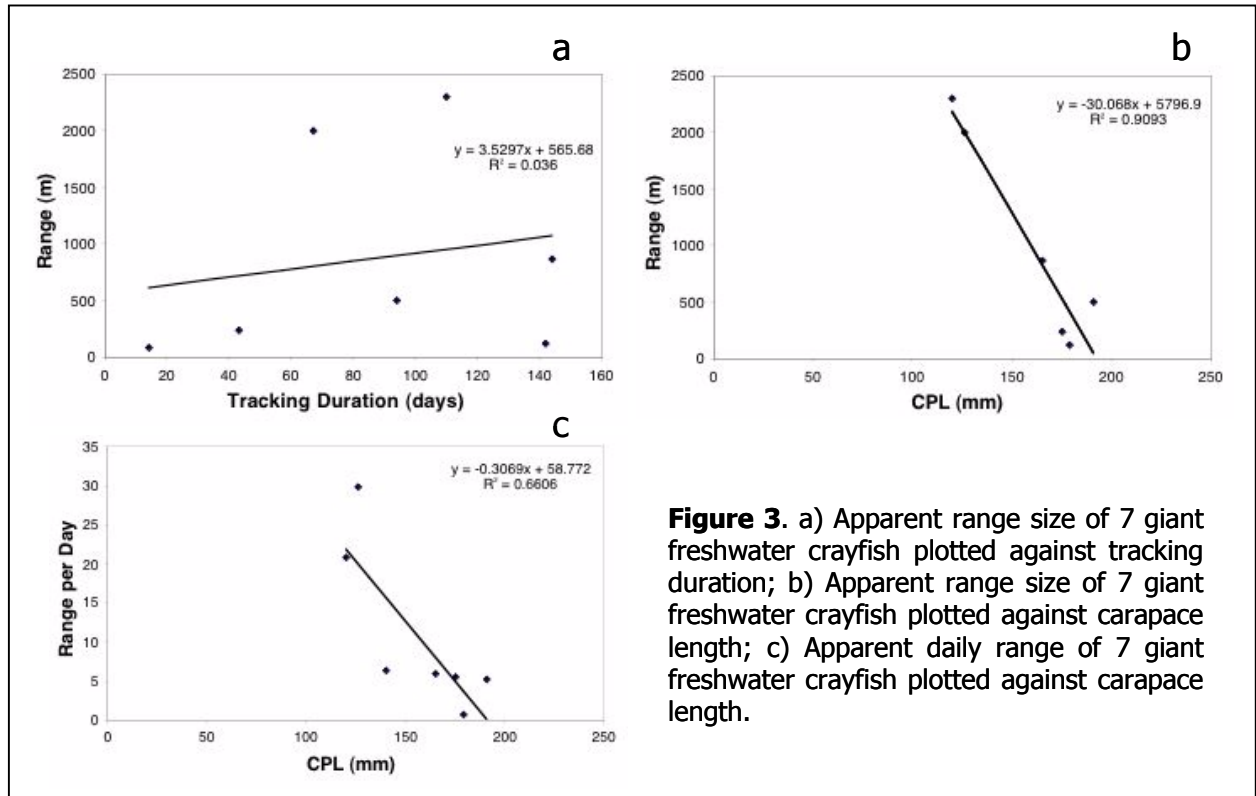 a
2500
2000
1500
1000
500
0
y = 3.5297x + 565.68
R² = 0.036
Range (m)
0 20 40 60 80 100 120 140 160
Tracking Duration (days)
b
2500
2000
1500
1000
500
0
y = -30.068x + 5796.9
R² = 0.9093
Range (m)
0 50 100 150 200 250
CPL (mm)
c
35
30
25
20
15
10
5
0
y = -0.3069x + 58.772
R² = 0.6606
Range per Day
0 50 100 150 200 250
CPL (mm)
Figure 3. a) Apparent range size of 7 giant
freshwater crayfish plotted against tracking
duration; b) Apparent range size of 7 giant
freshwater crayfish plotted against carapace
length; c) Apparent daily range of 7 giant
freshwater crayfish plotted against carapace
length.